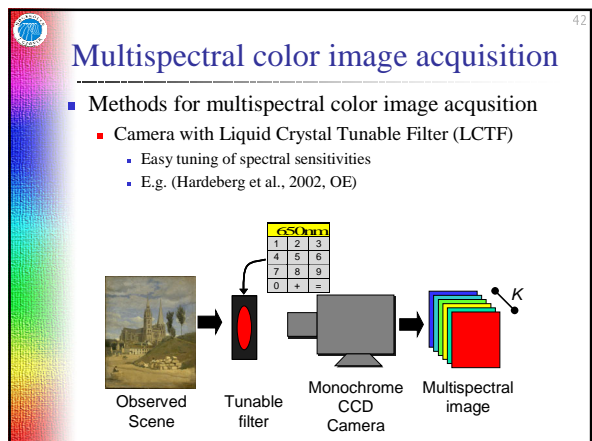 42
Multispectral color image acquisition
Methods for multispectral color image acqusition
Camera with Liquid Crystal Tunable Filter (LCTF)
Easy tuning of spectral sensitivities
E.g. (Hardeberg et al., 2002, OE)
650nm
1 2 3
4 5 6
7 8 9
0 + =
K
Observed
Scene
Tunable
filter
Monochrome
CCD
Camera
Multispectral
image